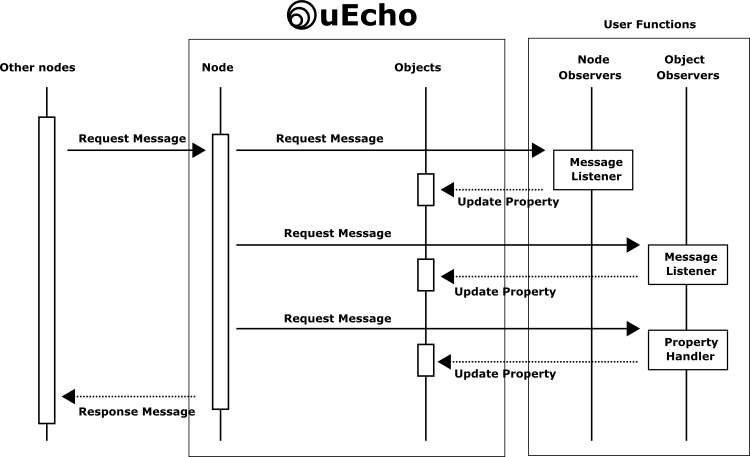 uEcho
User Functions
Other nodes
Node
Objects
Node
Observers
Object
Observers
Request Message
Request Message
Message
Listener
Update Property
Request Message
Message
Listener
Update Property
Request Message
Property
Handler
Update Property
Response Message